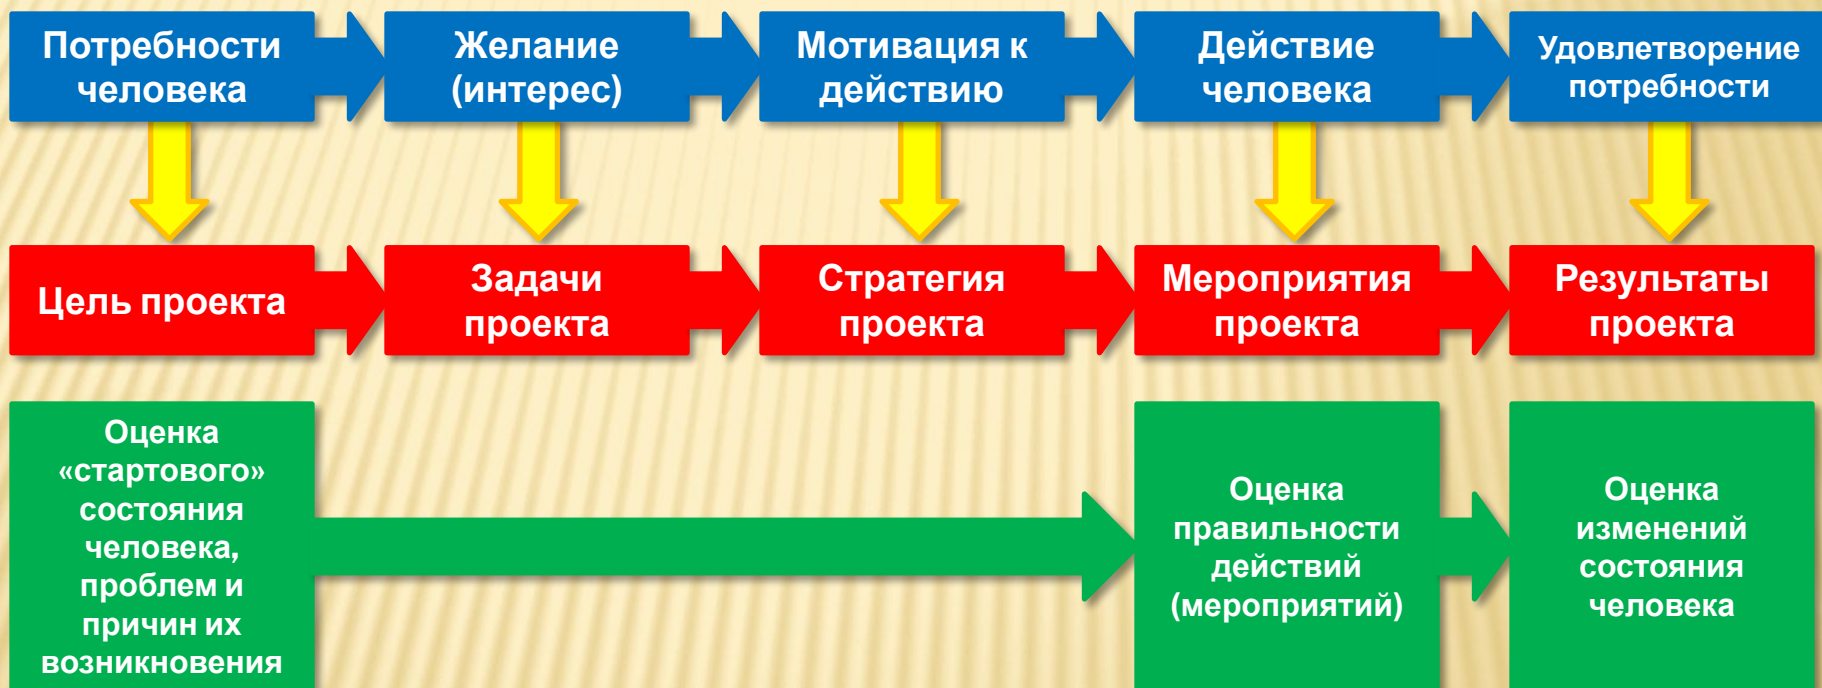 Потребности
человека
Желание
(интерес)
Мотивация к
действию
Действие
человека
Удовлетворение
потребности
Цель проекта
Задачи
проекта
Стратегия
проекта
Мероприятия
проекта
Результаты
проекта
Оценка
«стартового»
состояния
человека,
проблем и
причин их
возникновения
Оценка
правильности
действий
(мероприятий)
Оценка
изменений
состояния
человека